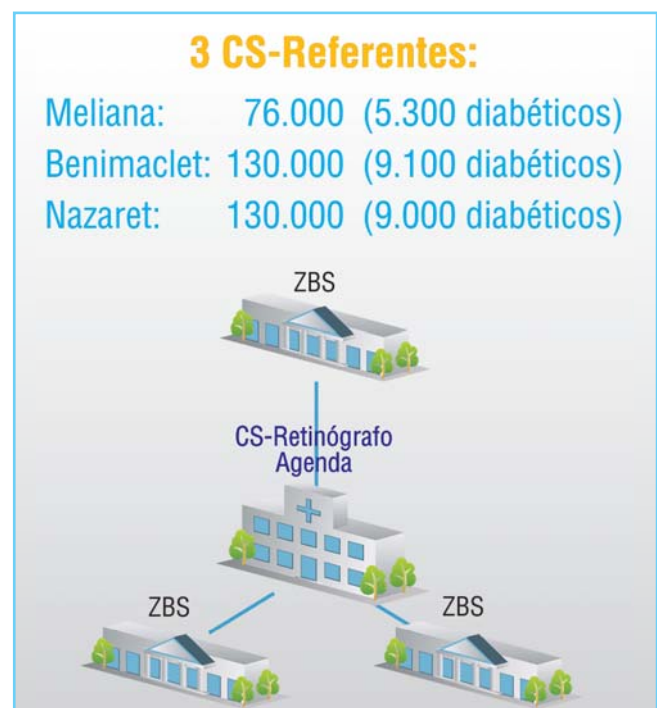 3 CS-Referentes:
Meliana: 76.000 (5.300 diabéticos)
Benimaclet: 130.000 (9.100 diabéticos)
Nazaret: 130.000 (9.000 diabéticos)
ZBS
CS-Retinógrafo
Agenda
ZBS
ZBS